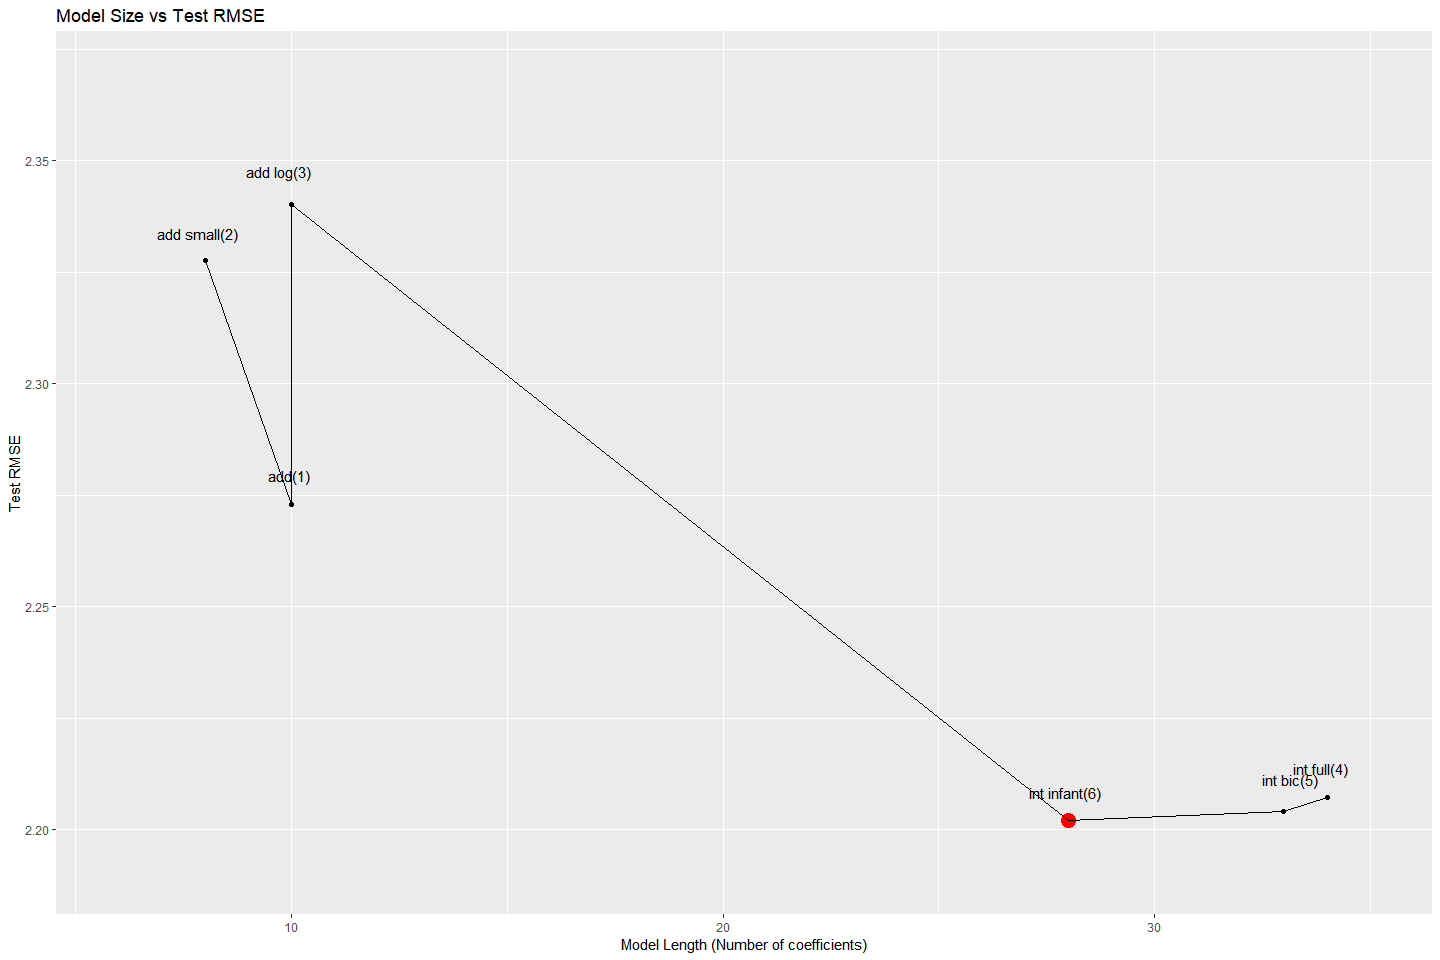 Model Size vs Test RMSE
2.35
2.30
2.25
2.20
Test RMSE
add log(3)
add small(2)
add(1)
int full(4)
int bic(5)
int infant(6)
10
20
30
Model Length (Number of coefficients)